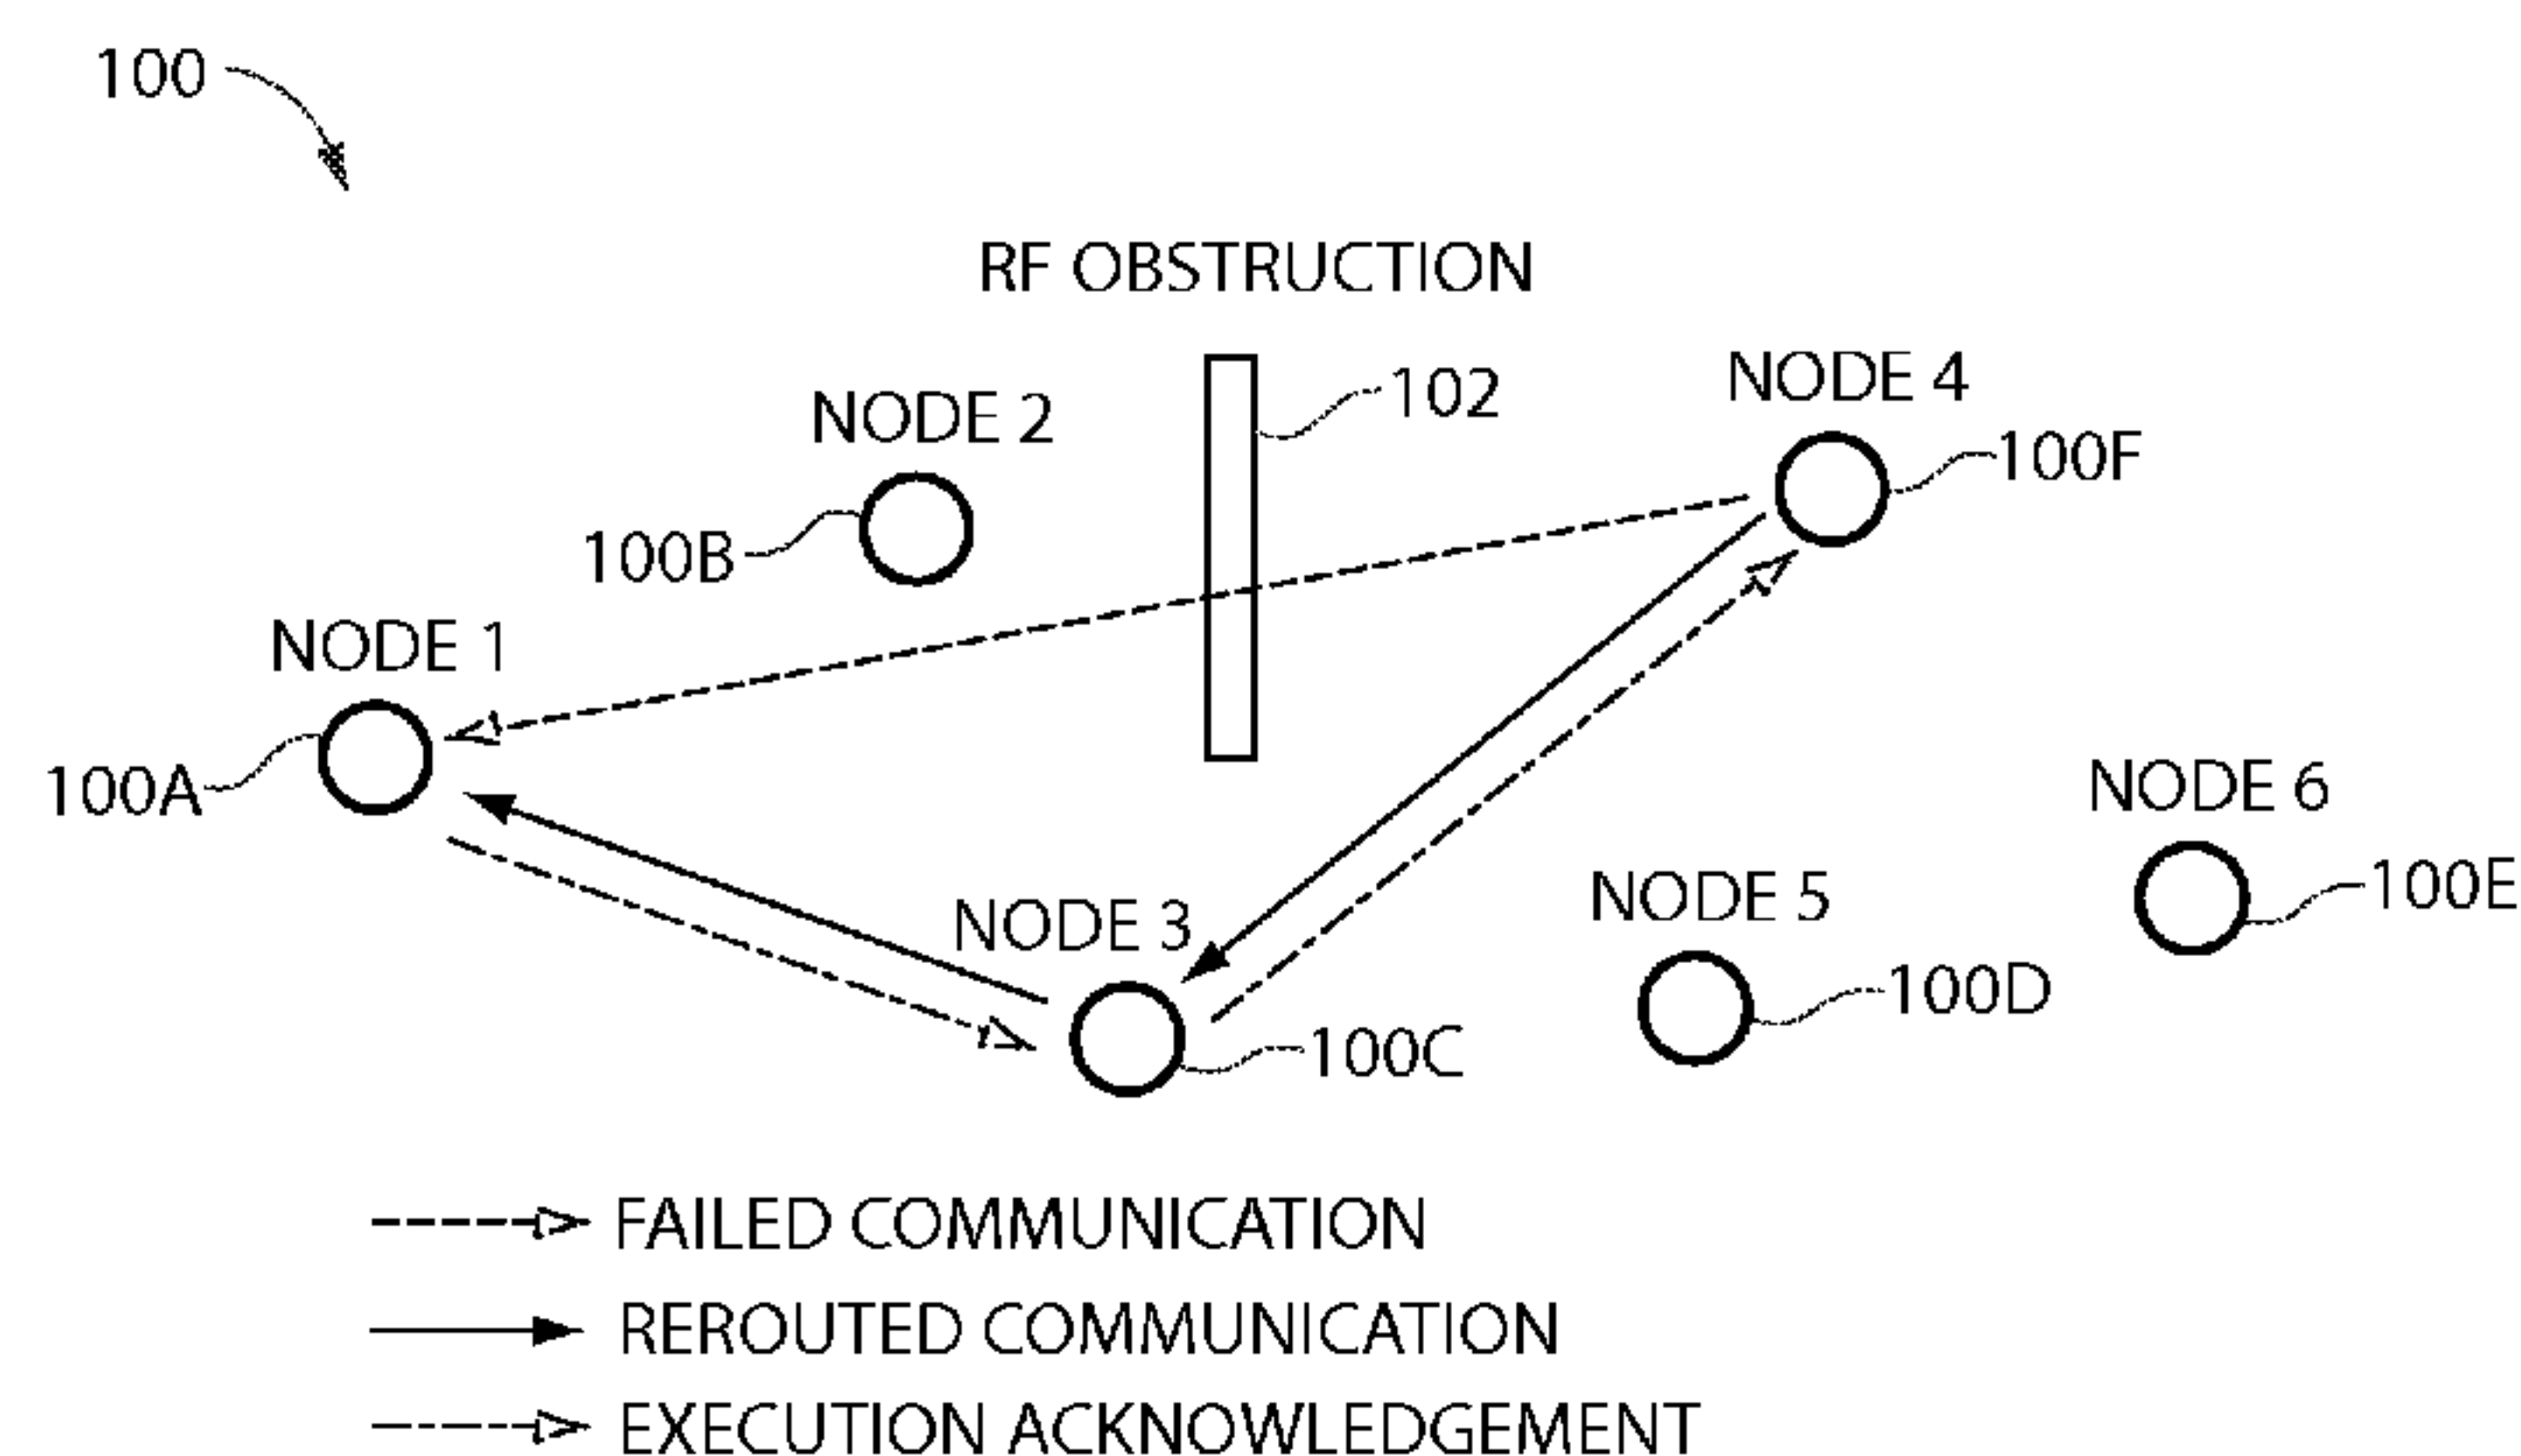 100
RF OBSTRUCTION
102
NODE 4
100F
NODE 2
100B
NODE 1
100A
NODE 6
100E
NODE 5
100D
NODE 3
100C
FAILED COMMUNICATION
REROUTED COMMUNICATION
EXECUTION ACKNOWLEDGEMENT